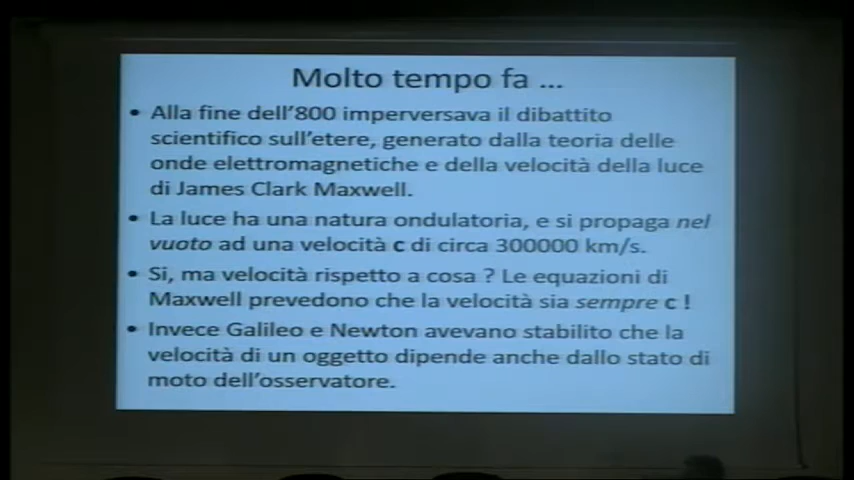 Molto tempo fa ...
• Alla fine dell'800 imperversava il dibattito
scientifico sull'etere, generato dalla teoria delle
onde elettromagnetiche e della velocità della luce
di James Clark Maxwell.
• La luce ha una natura ondulatoria, e si propaga nel
vuoto ad una velocità c di circa 300000 km/s.
• Si, ma velocità rispetto a cosa ? Le equazioni di
Maxwell prevedono che la velocità sia sempre c !
• Invece Galileo e Newton avevano stabilito che la
velocità di un oggetto dipende anche dallo stato di
moto dell'osservatore.